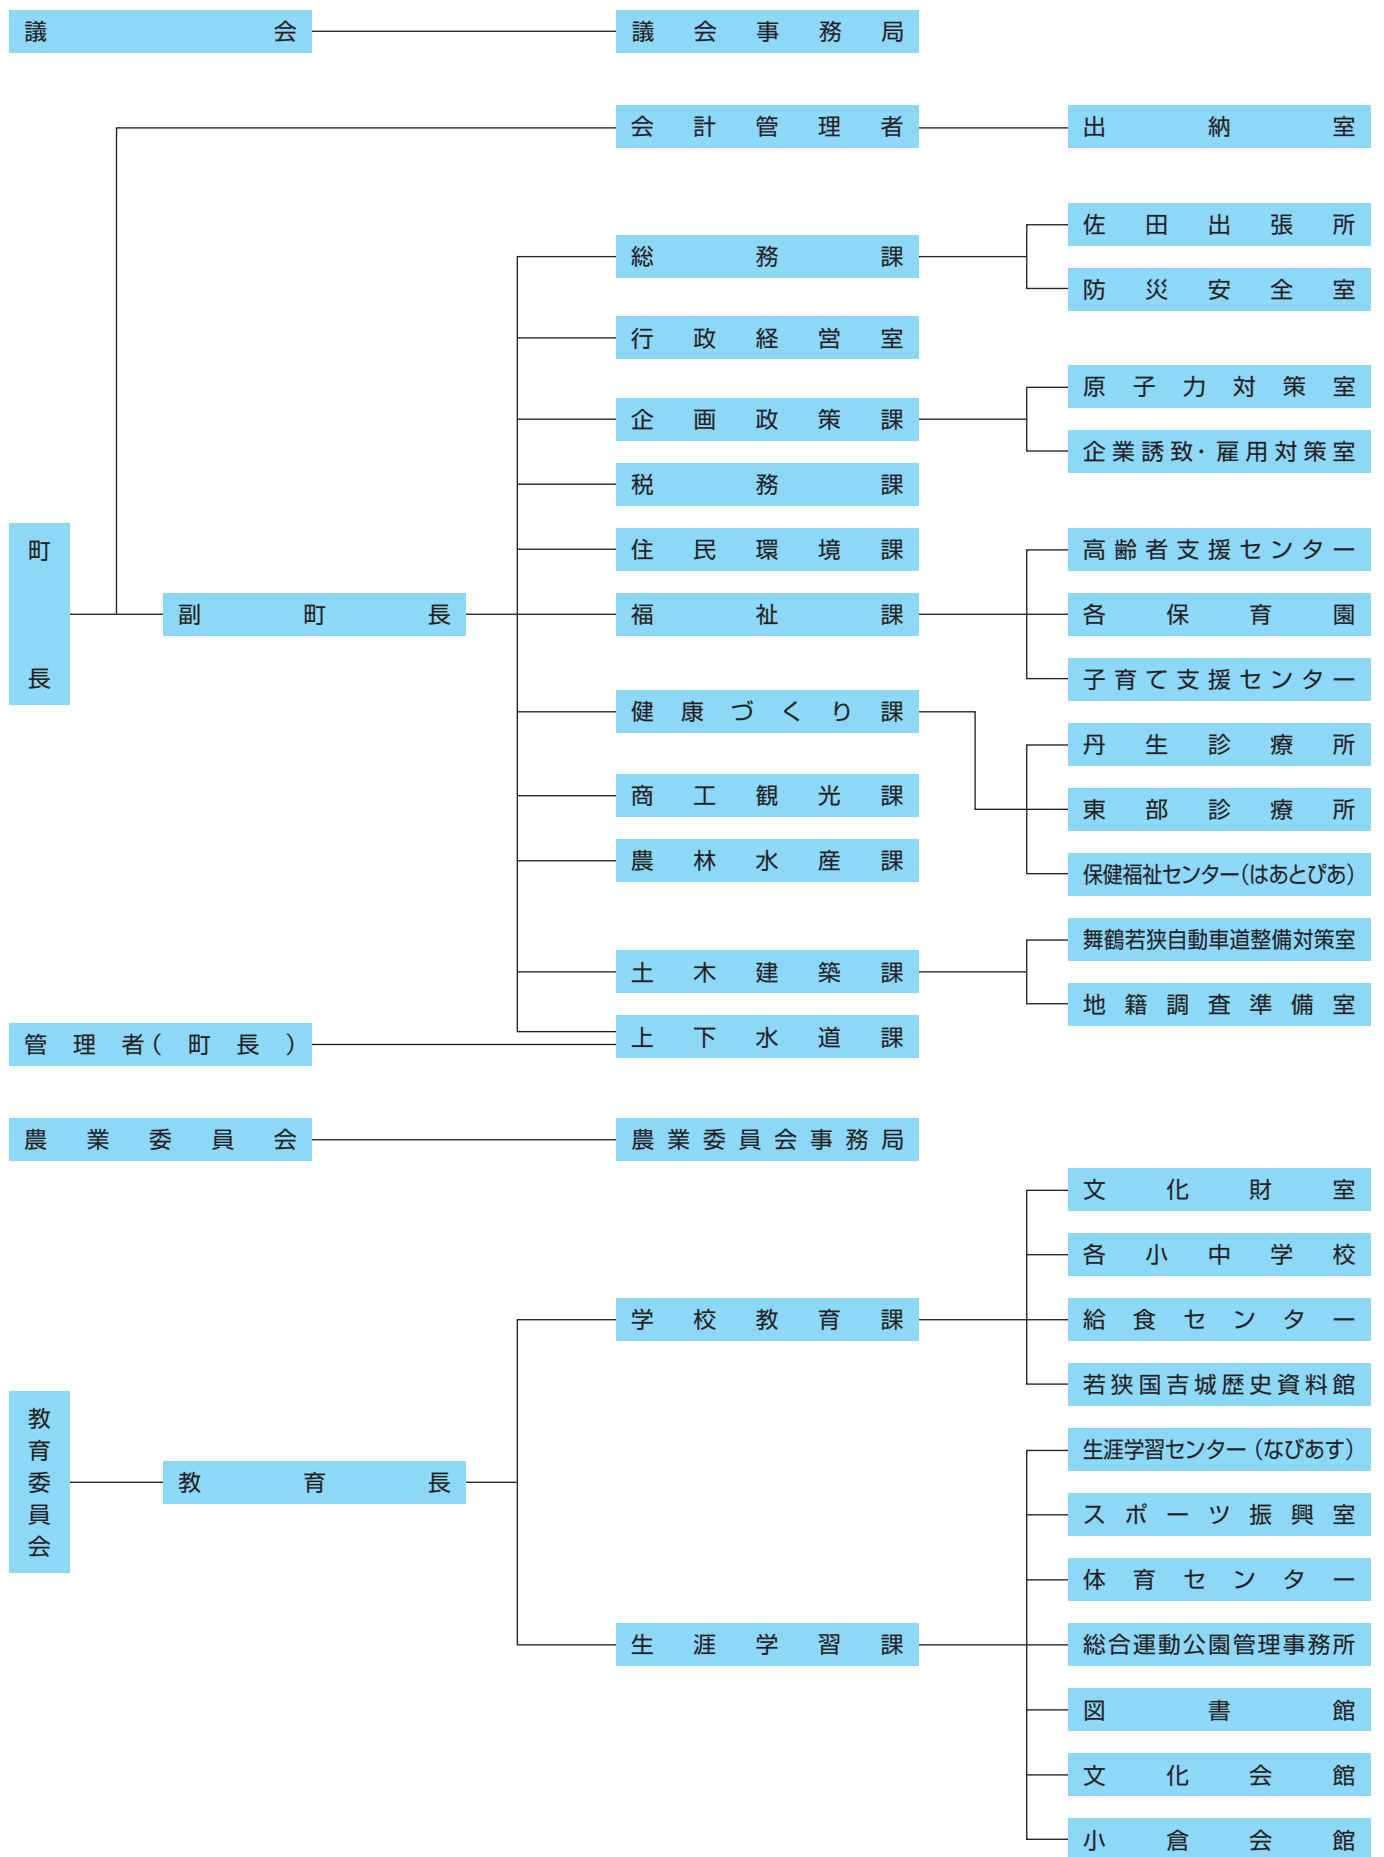 議会
議会事務局
会計管理者
出納室
佐田出張所
総務課
防災安全室
行政経営室
原子力対策室
企画政策課
企業誘致・雇用対策室
税務課
町長
住民環境課
高齢者支援センター
副町長
福祉課
各保育園
子育て支援センター
健康づくり課
丹生診療所
商工観光課
東部診療所
農林水産課
保健福祉センター(はあとぴあ)
舞鶴若狭自動車道整備対策室
土木建築課
地籍調査準備室
管理者(町長)
上下水道課
農業委員会
農業委員会事務局
文化財室
各小中学校
学校教育課
給食センター
若狭国吉城歴史資料館
教育委員会
生涯学習センター(なびあす)
教育長
スポーツ振興室
体育センター
生涯学習課
総合運動公園管理事務所
図書館
文化会館
小倉会館